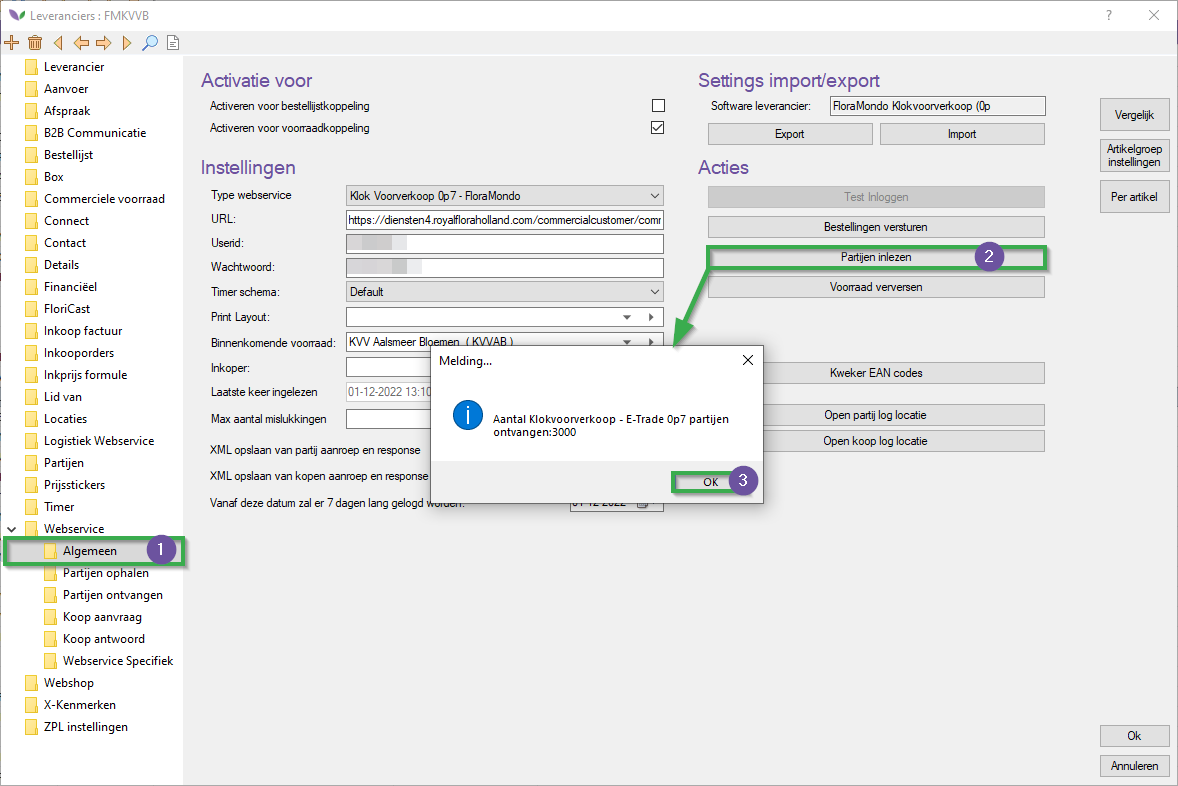 Leveranciers : FMKVVB
?
Leverancier
Aanvoer
Afspraak
B2B Communicatie
Bestellijst
Box
Commerciele voorraad
Connect
Contact
Details
Financiëel
FloriCast
Inkoop factuur
Inkooporders
Inkprijs formule
Lid van
Locaties
Logistiek Webservice
Partijen
Prijsstickers
Timer
Webservice
Algemeen
1
Partijen ophalen
Partijen ontvangen
Koop aanvraag
Koop antwoord
Webservice Specifiek
Webshop
X-Kenmerken
ZPL instellingen
Activatie voor
Activeren voor bestellijstkoppeling
Activeren voor voorraadkoppeling
Instellingen
Type webservice
Klok Voorverkoop 0p7 - FloraMondo
URL:
https://diensten4.royalfloraholland.com/commercialcustomer/comr
Userid:
Wachtwoord:
Timer schema:
Default
Print Layout:
Binnenkomende voorraad:
KVV Aalsmeer Bloemen ( KVVAB )
Inkoper:
Laatste keer ingelezen
01-12-2022 13:10
Max aantal mislukkingen
XML opslaan van partij aanroep en response
XML opslaan van kopen aanroep en response
Vanaf deze datum zal er 7 dagen lang gelogd worden:
01-12-2022
Settings import/export
Software leverancier:
FloraMondo Klokvoorverkoop (0p
Export
Import
Acties
Test Inloggen
Bestellingen versturen
Partijen inlezen
2
Voorraad verversen
Kweker EAN codes
Open partij log locatie
Open koop log locatie
Melding...
Aantal Klokvoorverkoop - E-Trade 0p7 partijen
ontvangen:3000
OK
3
Vergelijk
Artikelgroep
instellingen
Per artikel
Ok
Annuleren